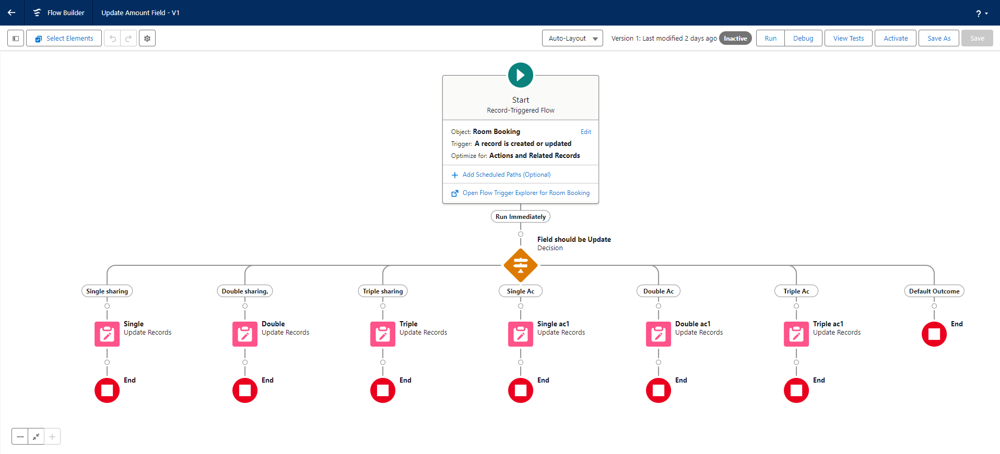 Flow Builder
Update Amount Field - V1
?
Select Elements
Auto-Layout
Version 1: Last modified 2 days ago
Inactive
Run
Debug
View Tests
Activate
Save As
Save
Start
Record-Triggered Flow
Object: Room Booking
Edit
Trigger: A record is created or updated
Optimize for: Actions and Related Records
Add Scheduled Paths (Optional)
Open Flow Trigger Explorer for Room Booking
Run Immediately
Field should be Update
Decision
Single sharing
Double sharing,
Triple sharing
Single Ac
Double Ac
Triple Ac
Default Outcome
Single
Update Records
Double
Update Records
Triple
Update Records
Single ac1
Update Records
Double ac1
Update Records
Triple ac1
Update Records
End
End
End
End
End
End
End